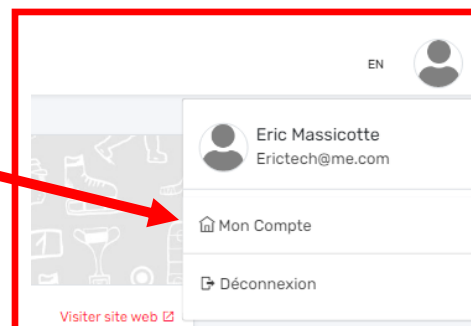 EN
Eric Massicotte
Erictech@me.com
Mon Compte
Déconnexion
Visiter site web